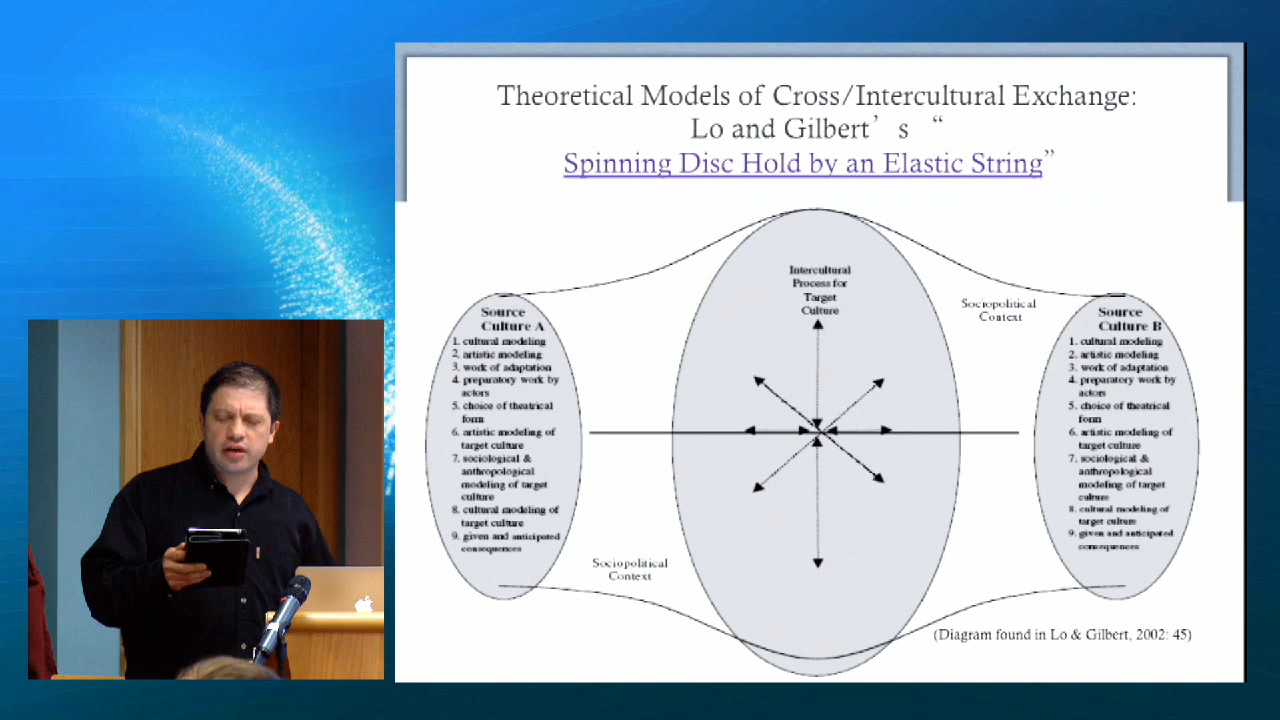 Theoretical Models of Cross/Intercultural Exchange:
Lo and Gilbert’ s “
Spinning Disc Hold by an Elastic String”
Intercultural
Process for
Target
Culture
Sociopolitical
Context
Source
Culture A
1. cultural modeling
2. artistic modeling
3. work of adaptation
4. preparatory work by
actors
5. choice of theatrical
form
6. artistic modeling of
target culture
7. sociological &
anthropological
modeling of target
culture
8. cultural modeling of
target culture
9. given and anticipated
consequences
Source
Culture B
1. cultural modeling
2. artistic modeling
3. work of adaptation
4. preparatory work by
actors
5. choice of theatrical
form
6. artistic modeling of
target culture
7. sociological &
anthropological
modeling of target
culture
8. cultural modeling of
target culture
9. given and anticipated
consequences
Sociopolitical
Context
(Diagram found in Lo & Gilbert, 2002: 45)